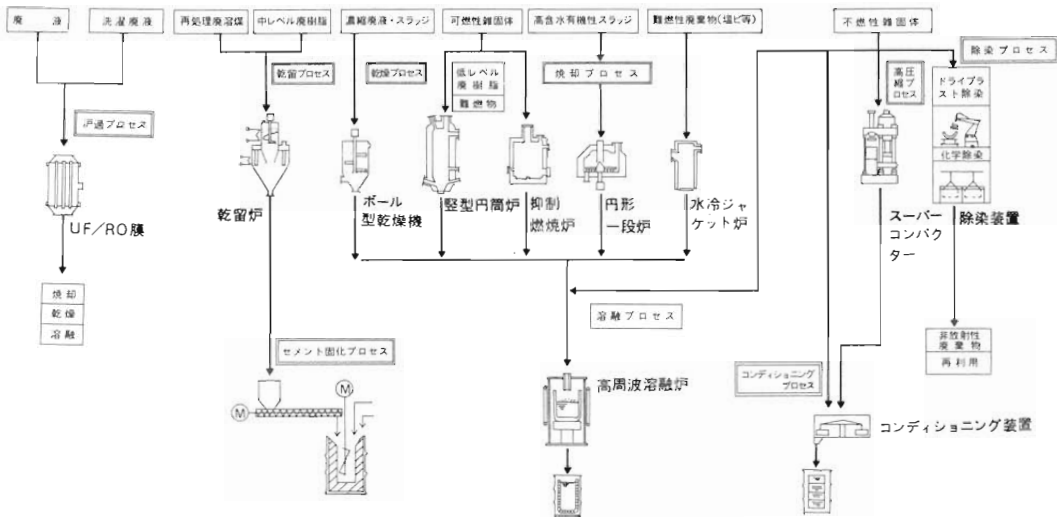 廃液
洗濯廃液
再処理廃溶媒
中レベル廃樹脂
濃縮廃液・スラッジ
可燃性雑固体
高含水有機性スラッジ
難燃性廃棄物(塩ビ等)
不燃性雑固体
除染プロセス
乾留プロセス
乾燥プロセス
低レベル
廃樹脂
難燃物
焼却プロセス
高圧
縮プ
ロセス
ドライブラ
スト除染
化学除染
沪過プロセス
UF/RO膜
乾留炉
ボール
型乾燥機
竪型円筒炉
抑制
燃焼炉
円形
一段炉
水冷ジャ
ケット炉
スーパー
コンパク
ター
除染装置
焼却
乾燥
溶融
溶融プロセス
非放射性
廃棄物
再利用
セメント固化プロセス
高周波溶融炉
コンディショニング
プロセス
コンディショニング装置
M
M